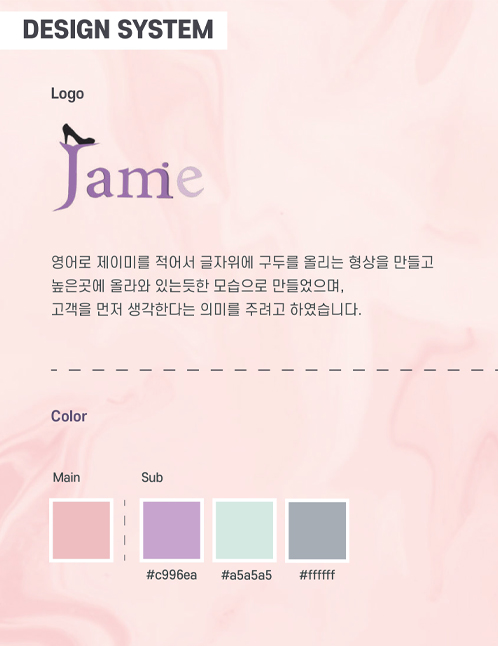 DESIGN SYSTEM
Logo
Jamie
영어로 제이미를 적어서 글자위에 구두를 올리는 형상을 만들고
높은곳에 올라와 있는듯한 모습으로 만들었으며,
고객을 먼저 생각한다는 의미를 주려고 하였습니다.
Color
Main Sub
#c996ea #a5a5a5 #ffffff